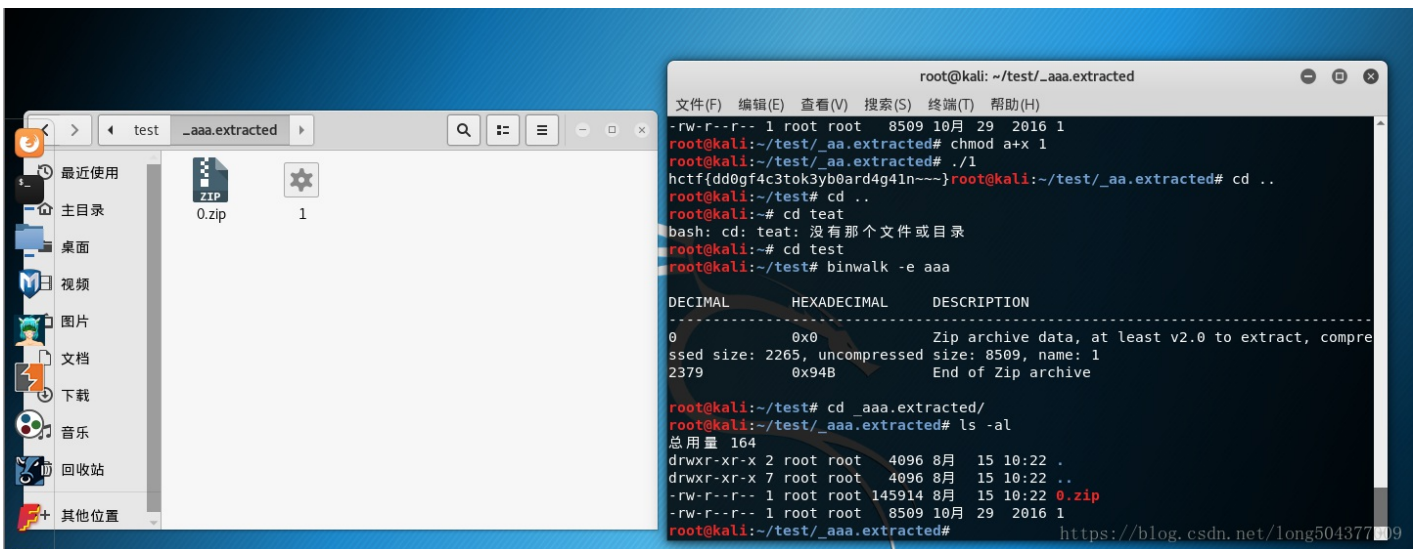 test _aaa.extracted
最近使用
主目录
桌面
视频
图片
文档
下载
音乐
回收站
其他位置
ZIP
0.zip
1
root@kali: ~/test/_aaa.extracted
文件(F) 编辑(E) 查看(V) 搜索(S) 终端(T) 帮助(H)
-rw-r--r-- 1 root root 8509 10月 29 2016 1
root@kali:~/test/_aa.extracted# chmod a+x 1
root@kali:~/test/_aa.extracted# ./1
hctf{dd0gf4c3tok3yb0ard4g41n~~~}root@kali:~/test/_aa.extracted# cd ..
root@kali:~/test# cd ..
root@kali:~# cd teat
bash: cd: teat: 没有那个文件或目录
root@kali:~# cd test
root@kali:~/test# binwalk -e aaa
DECIMAL HEXADECIMAL DESCRIPTION
--------------------------------------------------------------------------------
0 0x0 Zip archive data, at least v2.0 to extract, compre
ssed size: 2265, uncompressed size: 8509, name: 1
2379 0x94B End of Zip archive
root@kali:~/test# cd _aaa.extracted/
root@kali:~/test/_aaa.extracted# ls -al
总用量 164
drwxr-xr-x 2 root root 4096 8月 15 10:22 .
drwxr-xr-x 7 root root 4096 8月 15 10:22 ..
-rw-r--r-- 1 root root 145914 8月 15 10:22 0.zip
-rw-r--r-- 1 root root 8509 10月 29 2016 1
root@kali:~/test/_aaa.extracted#
https://blog.csdn.net/long504377609